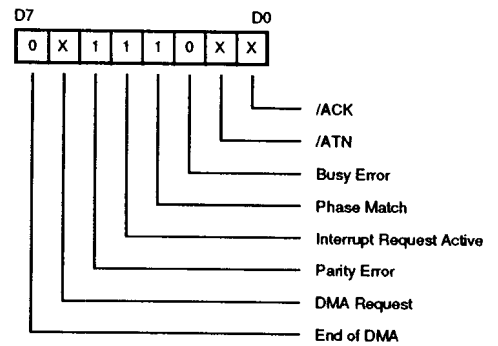 D7 D0
0 X 1 1 1 0 X X
/ACK
/ATN
Busy Error
Phase Match
Interrupt Request Active
Parity Error
DMA Request
End of DMA